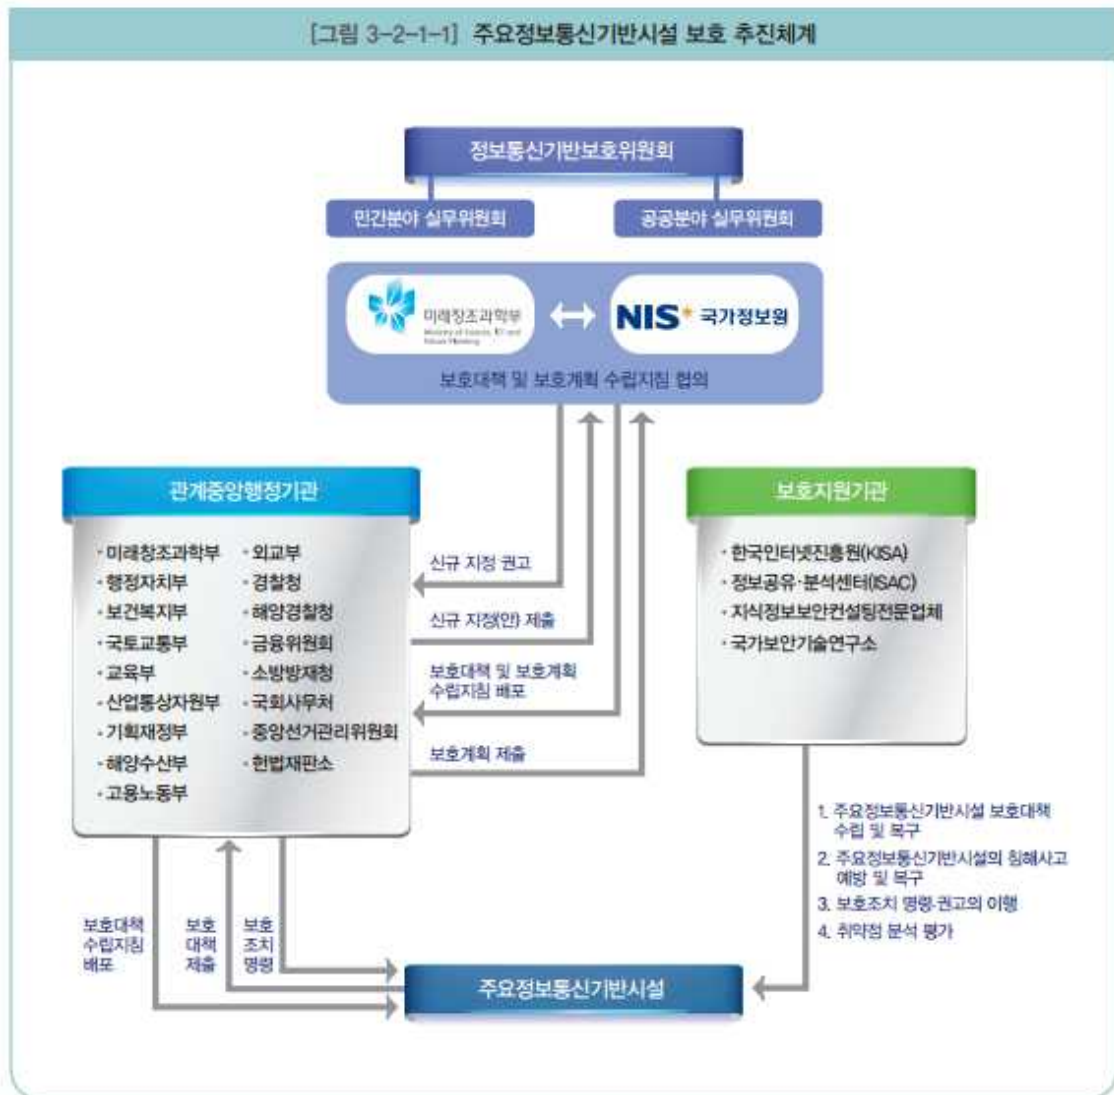 [그림 3-2-1-1] 주요정보통신기반시설 보호 추진체계
정보통신기반보호위원회
민간분야 실무위원회
공공분야 실무위원회
미래창조과학부
Ministry of Science, ICT and
Future Planning
NIS 국가정보원
보호대책 및 보호계획 수립지침 협의
관계중앙행정기관
· 미래창조과학부
· 행정자치부
· 보건복지부
· 국토교통부
· 교육부
· 산업통상자원부
· 기획재정부
· 해양수산부
· 고용노동부
· 외교부
· 경찰청
· 해양경찰청
· 금융위원회
· 소방방재청
· 국회사무처
· 중앙선거관리위원회
· 헌법재판소
신규 지정 권고
신규 지정(안) 제출
보호대책 및 보호계획
수립지침 배포
보호계획 제출
보호지원기관
· 한국인터넷진흥원(KISA)
· 정보공유·분석센터(ISAC)
· 지식정보보안컨설팅전문업체
· 국가보안기술연구소
1. 주요정보통신기반시설 보호대책
수립 및 복구
2. 주요정보통신기반시설의 침해사고
예방 및 복구
3. 보호조치 명령·권고의 이행
4. 취약점 분석 평가
보호대책
수립지침
배포
보호
대책
제출
보호
조치
명령
주요정보통신기반시설